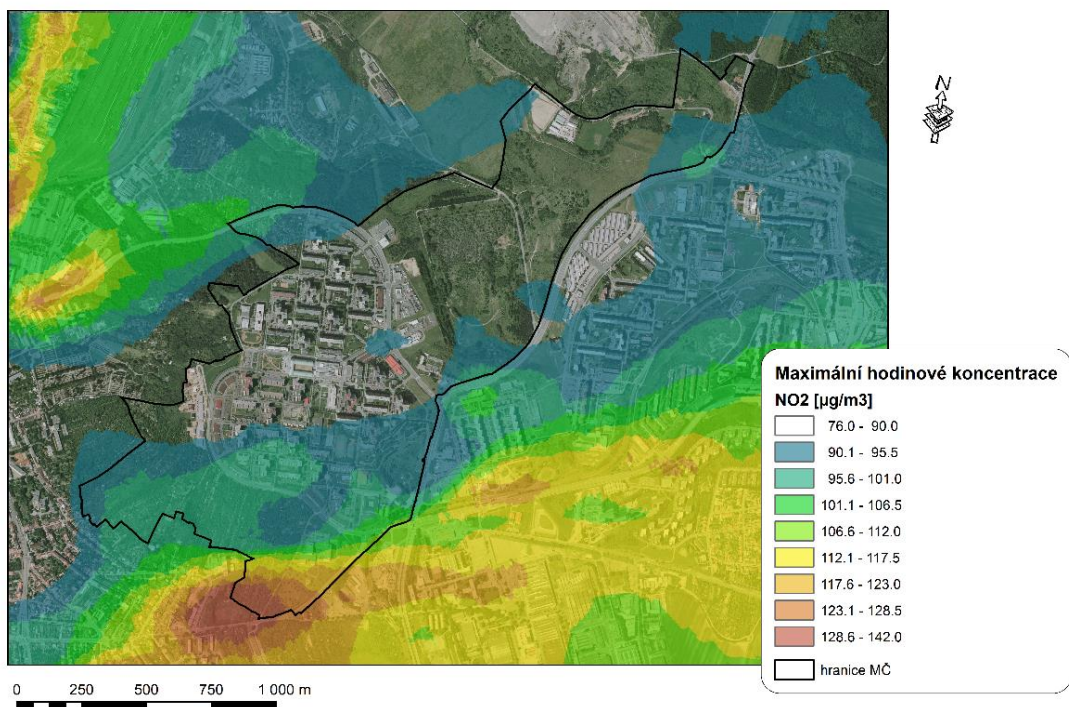 N
Maximální hodinové koncentrace
NO2 [µg/m3]
76.0 - 90.0
90.1 - 95.5
95.6 - 101.0
101.1 - 106.5
106.6 - 112.0
112.1 - 117.5
117.6 - 123.0
123.1 - 128.5
128.6 - 142.0
hranice MČ
0 250 500 750 1 000 m